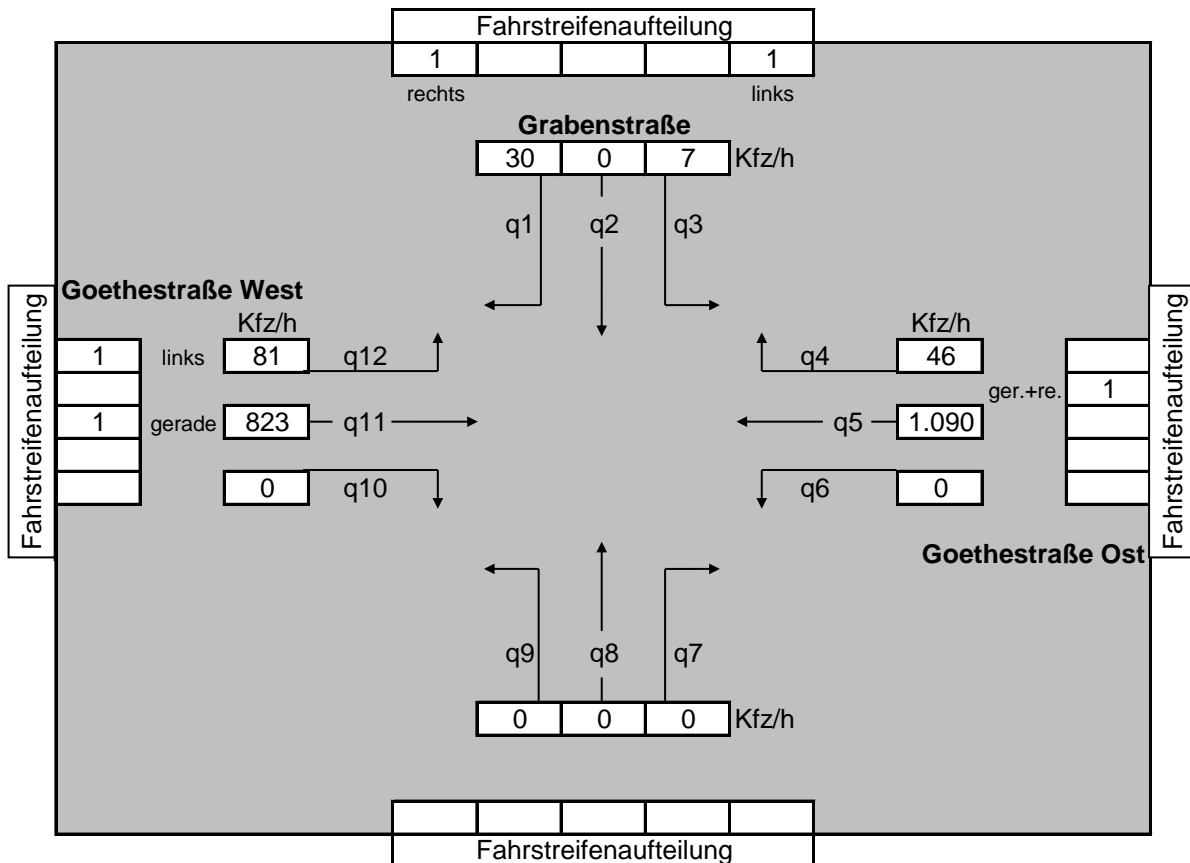 Fahrstreifenaufteilung
1 1
rechts links
Grabenstraße
30 0 7 Kfz/h
q1 q2 q3
Goethestraße West
Kfz/h Kfz/h
Fahrstreifenaufteilung
1 links 81 q12 q4 46
ger.+re. 1
1 gerade 823 q11 q5 1.090
0 q10 q6 0
Fahrstreifenaufteilung
Goethestraße Ost
q9 q8 q7
0 0 0 Kfz/h
Fahrstreifenaufteilung